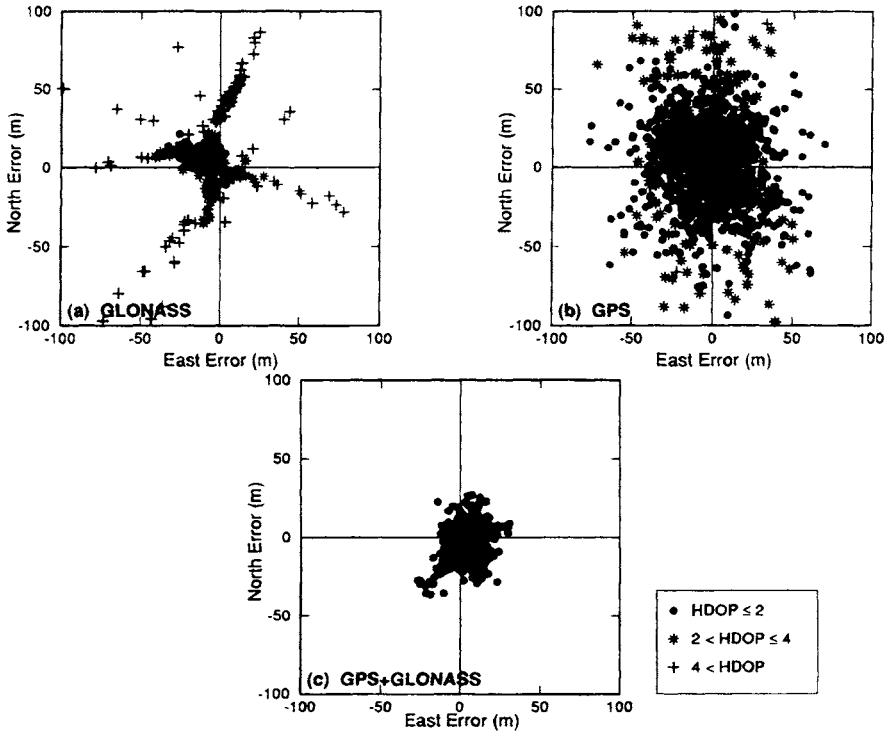 100
50
0
-50
-100
North Error (m)
(a) GLONASS
-100 -50 0 50 100
East Error (m)
100
50
0
-50
-100
North Error (m)
(b) GPS
-100 -50 0 50 100
East Error (m)
100
50
0
-50
-100
North Error (m)
(c) GPS+GLONASS
-100 -50 0 50 100
East Error (m)
HDOP ≤ 2
2 < HDOP ≤ 4
4 < HDOP